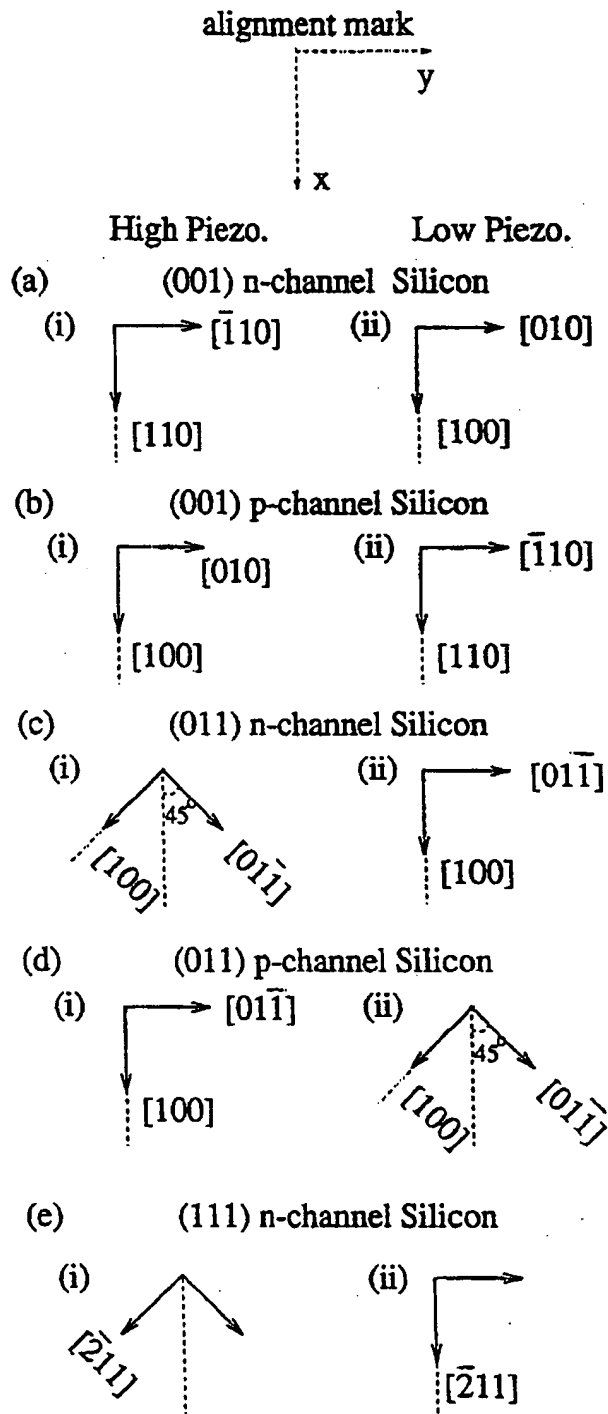 alignment mark
y
x
High Piezo. Low Piezo.
(a) (001) n-channel Silicon
(i) [1̅10] (ii) [010]
[110] [100]
(b) (001) p-channel Silicon
(i) [010] (ii) [1̅10]
[100] [110]
(c) (011) n-channel Silicon
(i) 45° [100] [011̅] (ii) [011̅]
[100]
(d) (011) p-channel Silicon
(i) [011̅] (ii) 45° [100] [011̅]
[100]
(e) (111) n-channel Silicon
(i) [2̅11] (ii) [2̅11]